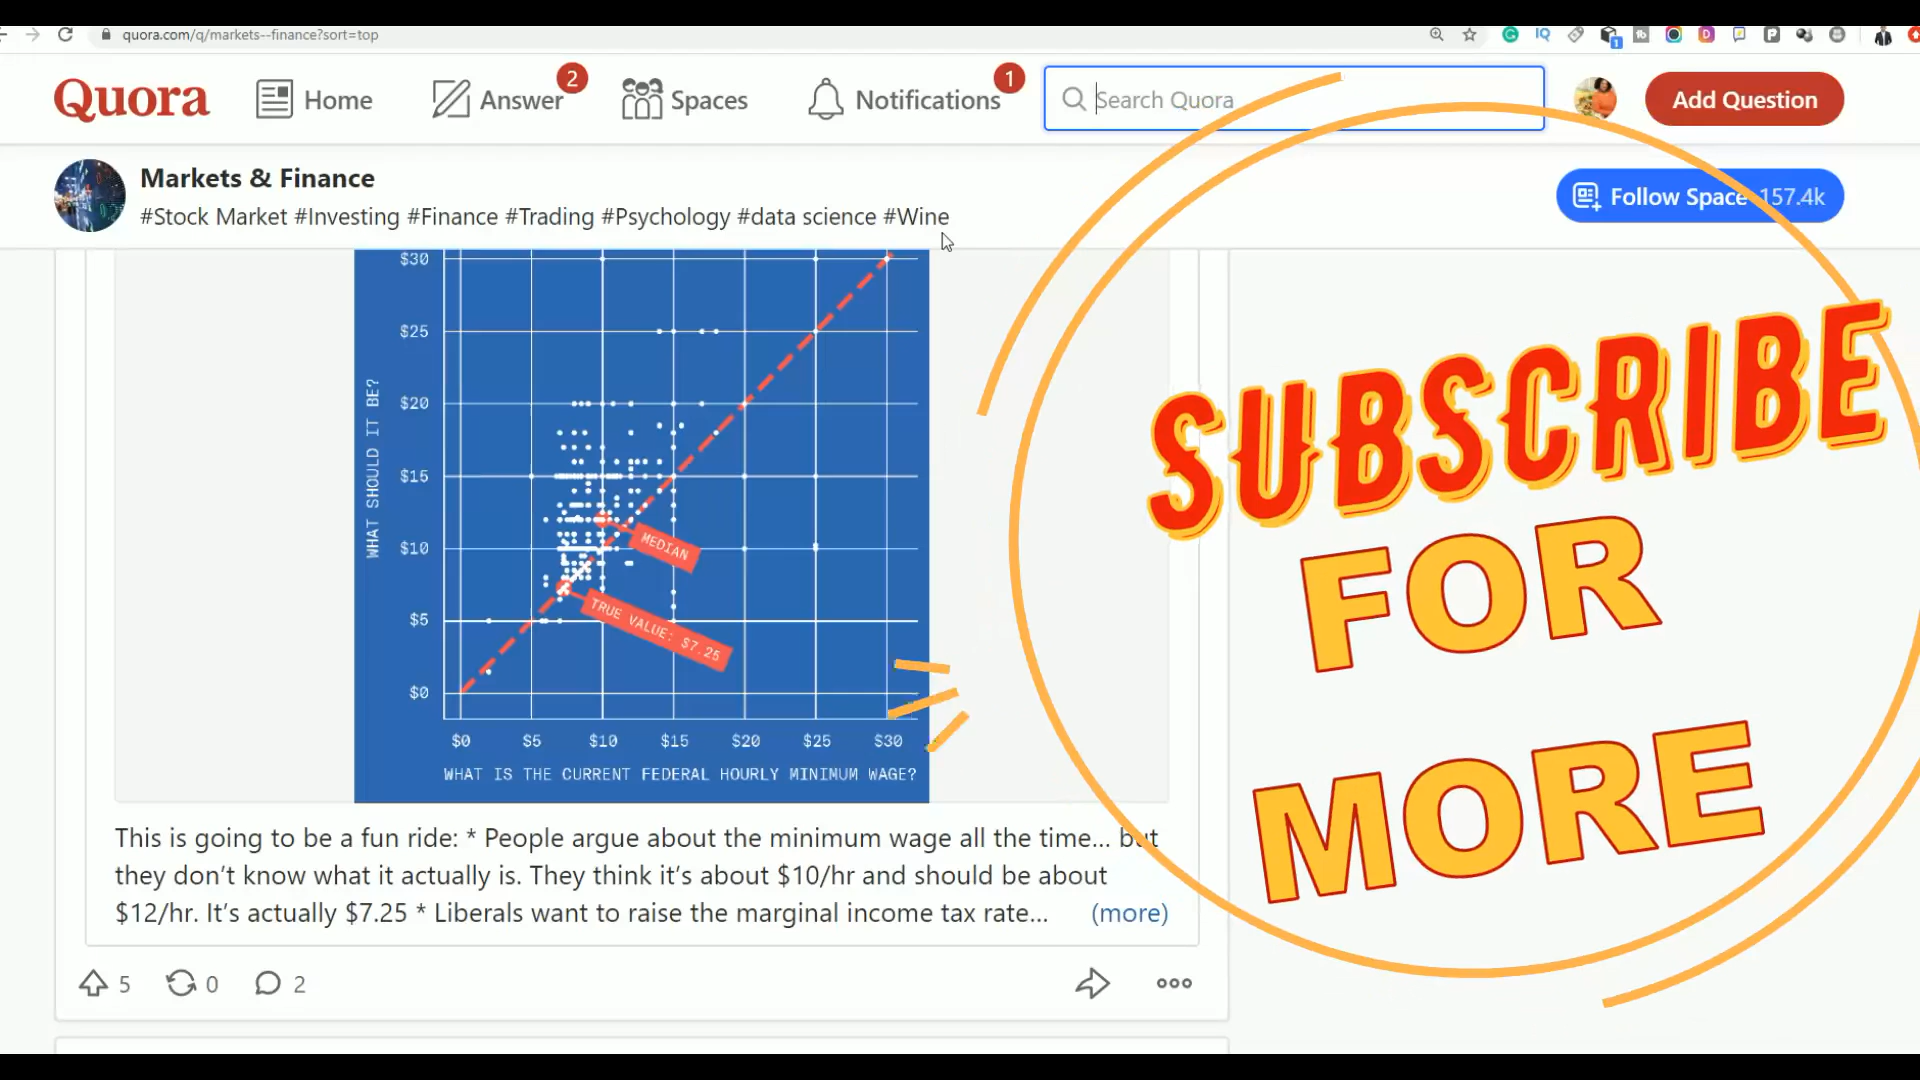 quora.com/q/markets--finance?sort=top
Quora
Home
Answer
2
Spaces
Notifications
1
Search Quora
Add Question
Markets & Finance
#Stock Market #Investing #Finance #Trading #Psychology #data science #Wine
Follow Space 157.4k
WHAT SHOULD IT BE?
$30
$25
$20
$15
$10
$5
$0
MEDIAN
TRUE VALUE: $7.25
$0 $5 $10 $15 $20 $25 $30
WHAT IS THE CURRENT FEDERAL HOURLY MINIMUM WAGE?
This is going to be a fun ride: * People argue about the minimum wage all the time... but
they don't know what it actually is. They think it's about $10/hr and should be about
$12/hr. It's actually $7.25 * Liberals want to raise the marginal income tax rate... (more)
5 0 2
SUBSCRIBE
FOR
MORE